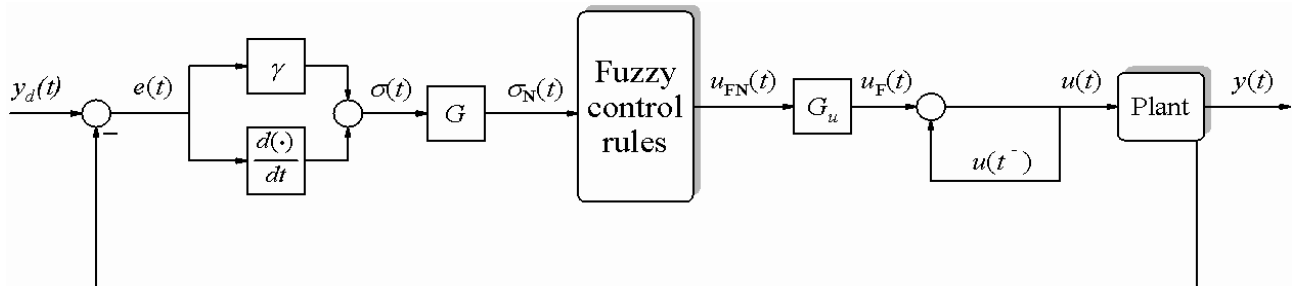 y_d(t)
e(t)
γ
d(·)
dt
σ(t)
G
σ_N(t)
Fuzzy
control
rules
u_FN(t)
G_u
u_F(t)
u(t⁻)
u(t)
Plant
y(t)
−